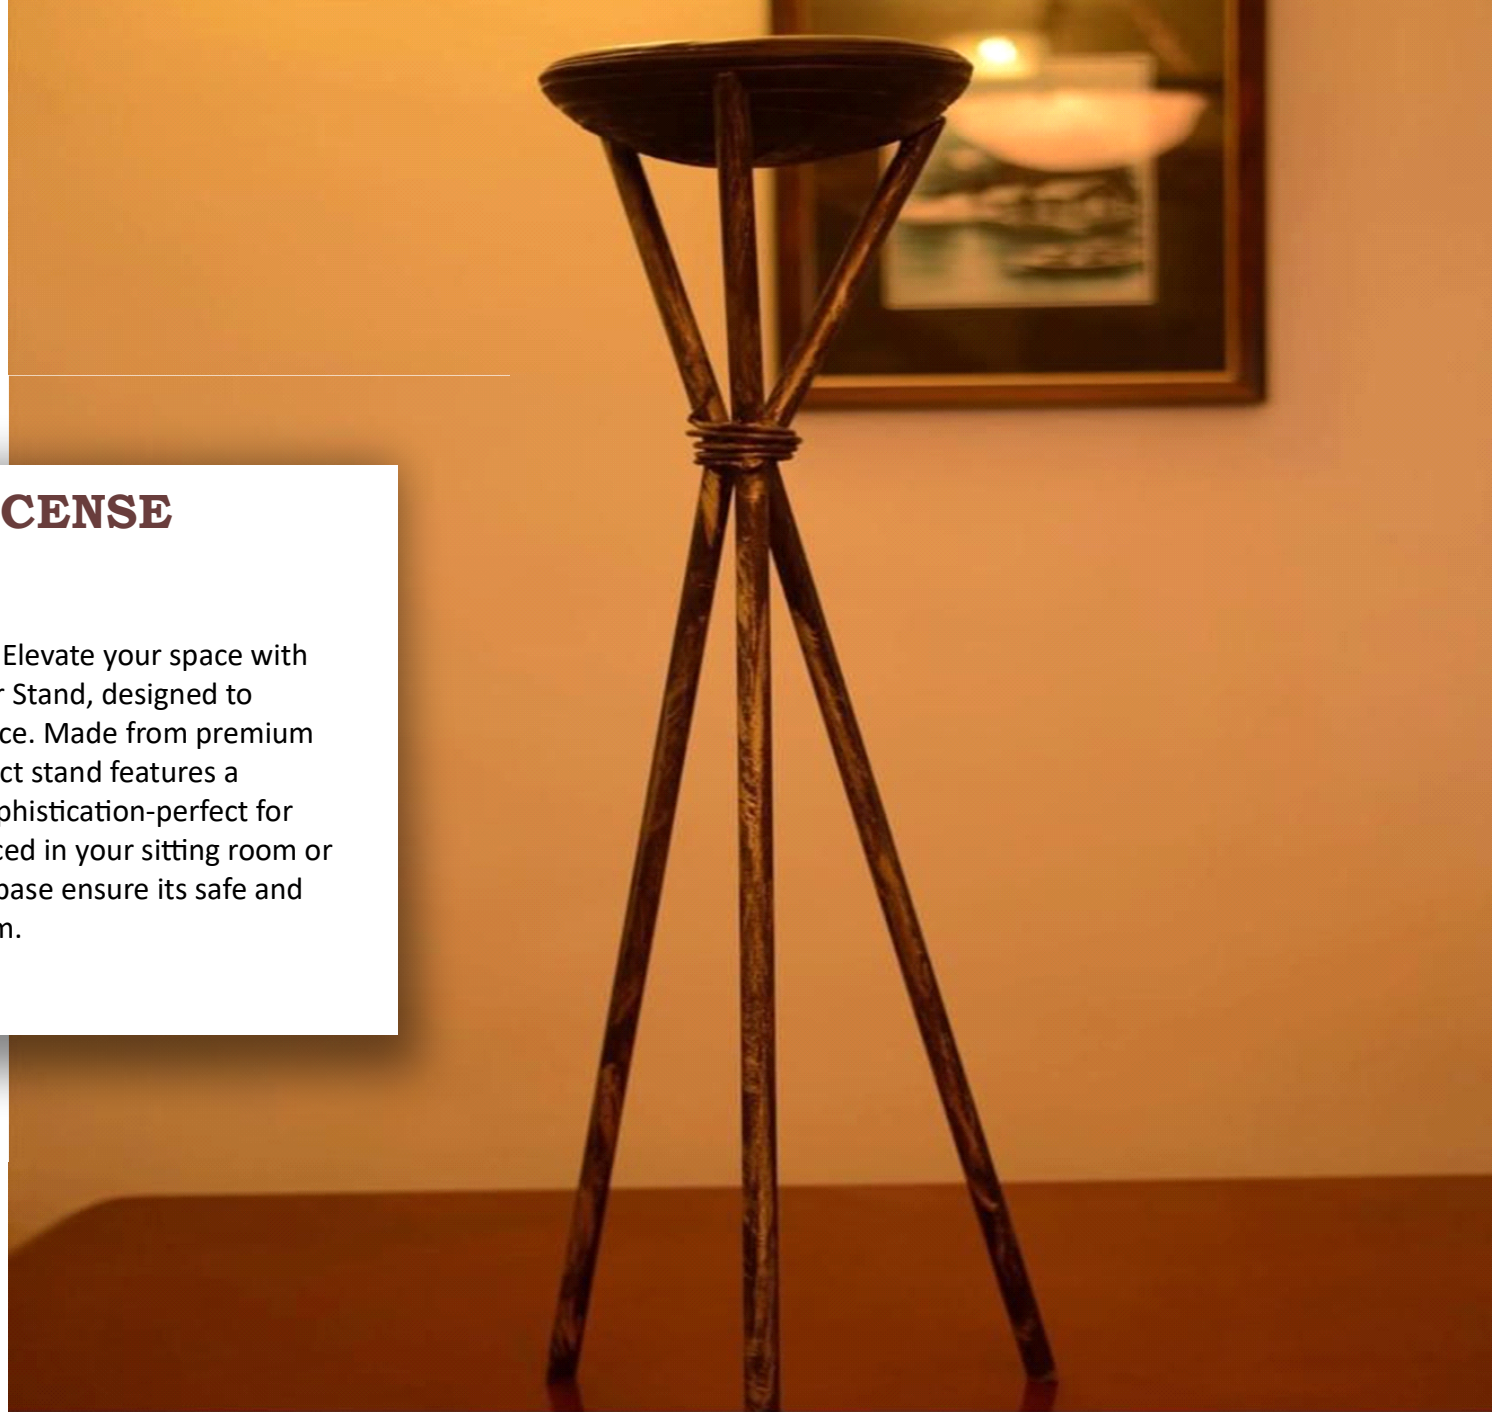 CENSE
Elevate your space with
r Stand, designed to
ce. Made from premium
ct stand features a
phistication-perfect for
ced in your sitting room or
base ensure its safe and
m.